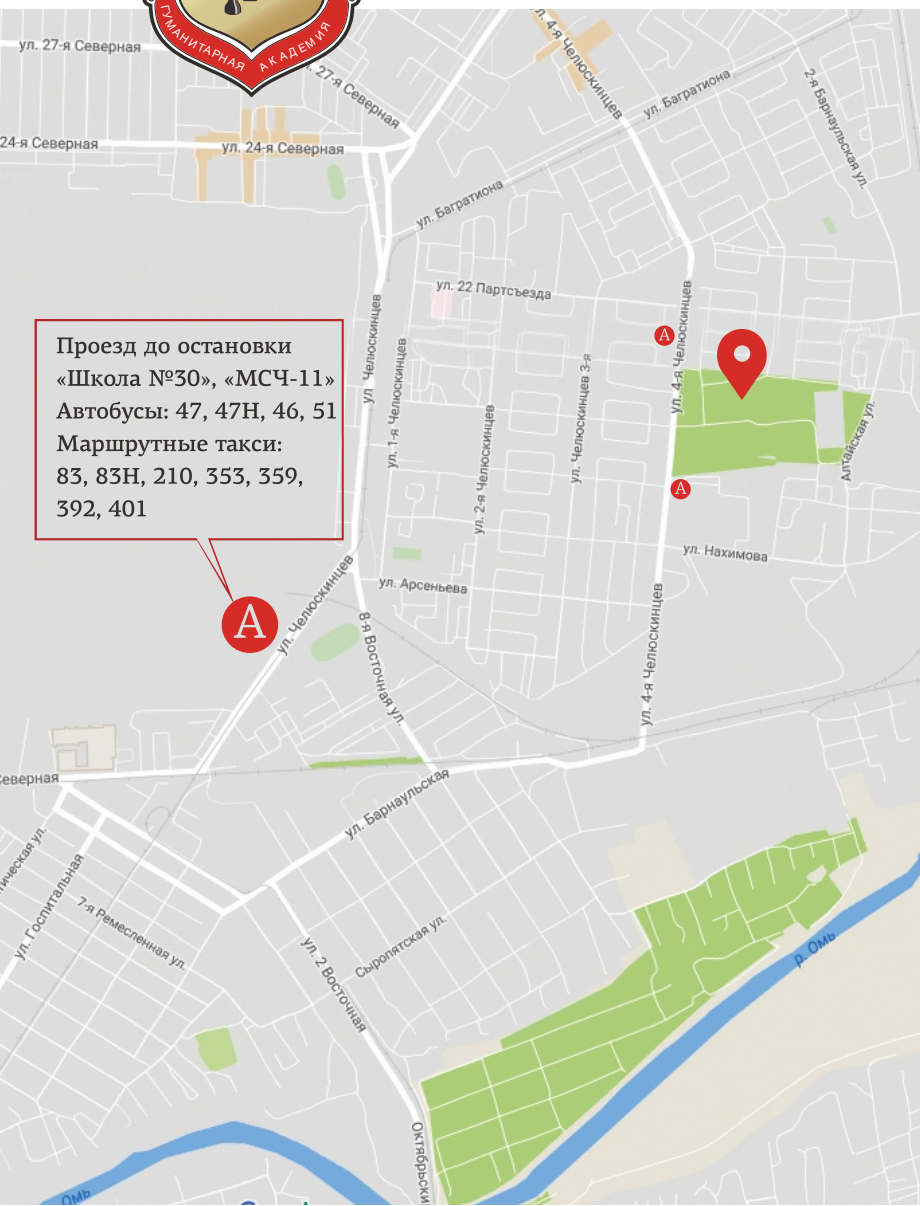 ГУМАНИТАРНАЯ АКАДЕМИЯ
ул. 27-я Северная
27-я Северная
ул. 4-я Челюскинцев
ул. Багратиона
2-я Барнаульская ул.
24-я Северная
ул. 24-я Северная
ул. Багратиона
ул. 22 Партсъезда
ул. 4-я Челюскинцев
А
Проезд до остановки
«Школа №30», «МСЧ-11»
Автобусы: 47, 47Н, 46, 51
Маршрутные такси:
83, 83Н, 210, 353, 359,
392, 401
ул. Челюскинцев
ул. 1-я Челюскинцев
ул. 2-я Челюскинцев
ул. Челюскинцев 3-я
Алтайская ул.
А
ул. Нахимова
ул. Арсеньева
А
ул. Челюскинцев
8-я Восточная ул.
ул. 4-я Челюскинцев
Северная
ул. Барнаульская
ул.
ул. Госпитальная
7-я Ремесленная ул.
ул. 2 Восточная
Сыропятская ул.
р. Омь
Октябрьски
Омь